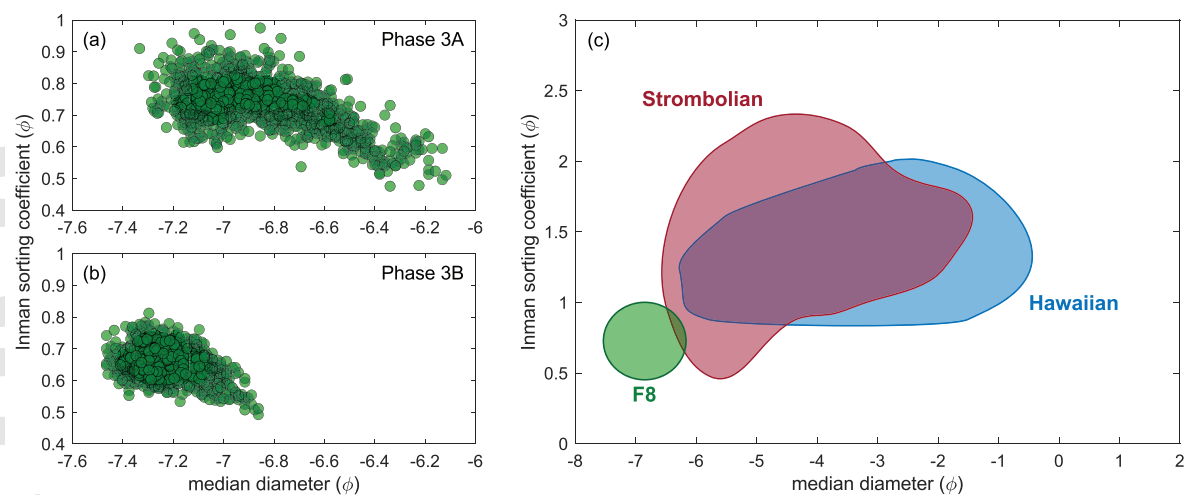 (a)
Phase 3A
1
0.9
0.8
0.7
0.6
0.5
0.4
-7.6 -7.4 -7.2 -7 -6.8 -6.6 -6.4 -6.2 -6
(b)
Phase 3B
1
0.9
0.8
0.7
0.6
0.5
0.4
-7.6 -7.4 -7.2 -7 -6.8 -6.6 -6.4 -6.2 -6
Inman sorting coefficient (ϕ)
median diameter (ϕ)
(c)
3
2.5
2
1.5
1
0.5
0
Strombolian
Hawaiian
F8
-8 -7 -6 -5 -4 -3 -2 -1 0 1 2
Inman sorting coefficient (ϕ)
median diameter (ϕ)